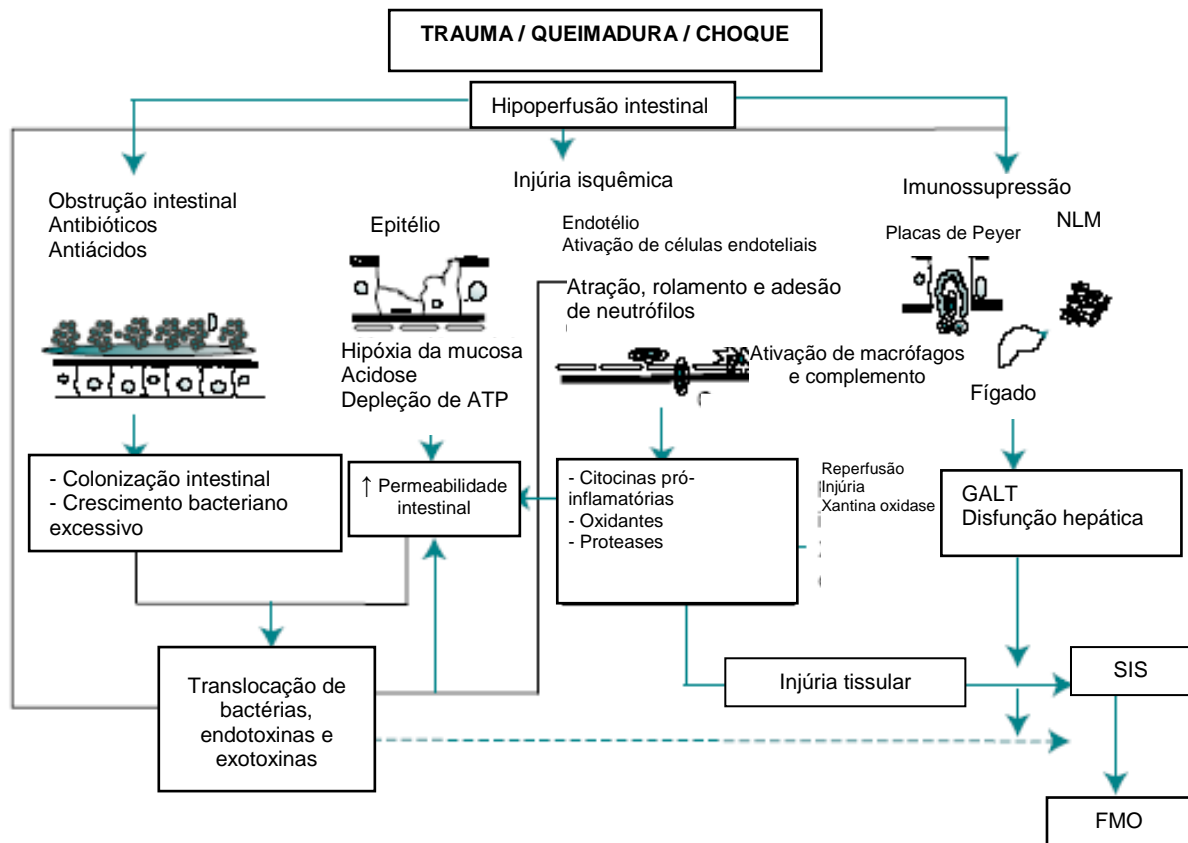 TRAUMA / QUEIMADURA / CHOQUE
Hipoperfusão intestinal
Obstrução intestinal
Antibióticos
Antiácidos
Injúria isquêmica
Epitélio
Endotélio
Ativação de células endoteliais
Atração, rolamento e adesão
de neutrófilos
Imunossupressão
NLM
Placas de Peyer
Hipóxia da mucosa
Acidose
Depleção de ATP
Ativação de macrófagos
e complemento
Fígado
- Colonização intestinal
- Crescimento bacteriano
excessivo
↑ Permeabilidade
intestinal
- Citocinas pró-
inflamatórias
- Oxidantes
- Proteases
Reperfusão
Injúria
Xantina oxidase
GALT
Disfunção hepática
Translocação de
bactérias,
endotoxinas e
exotoxinas
Injúria tissular
SIS
FMO